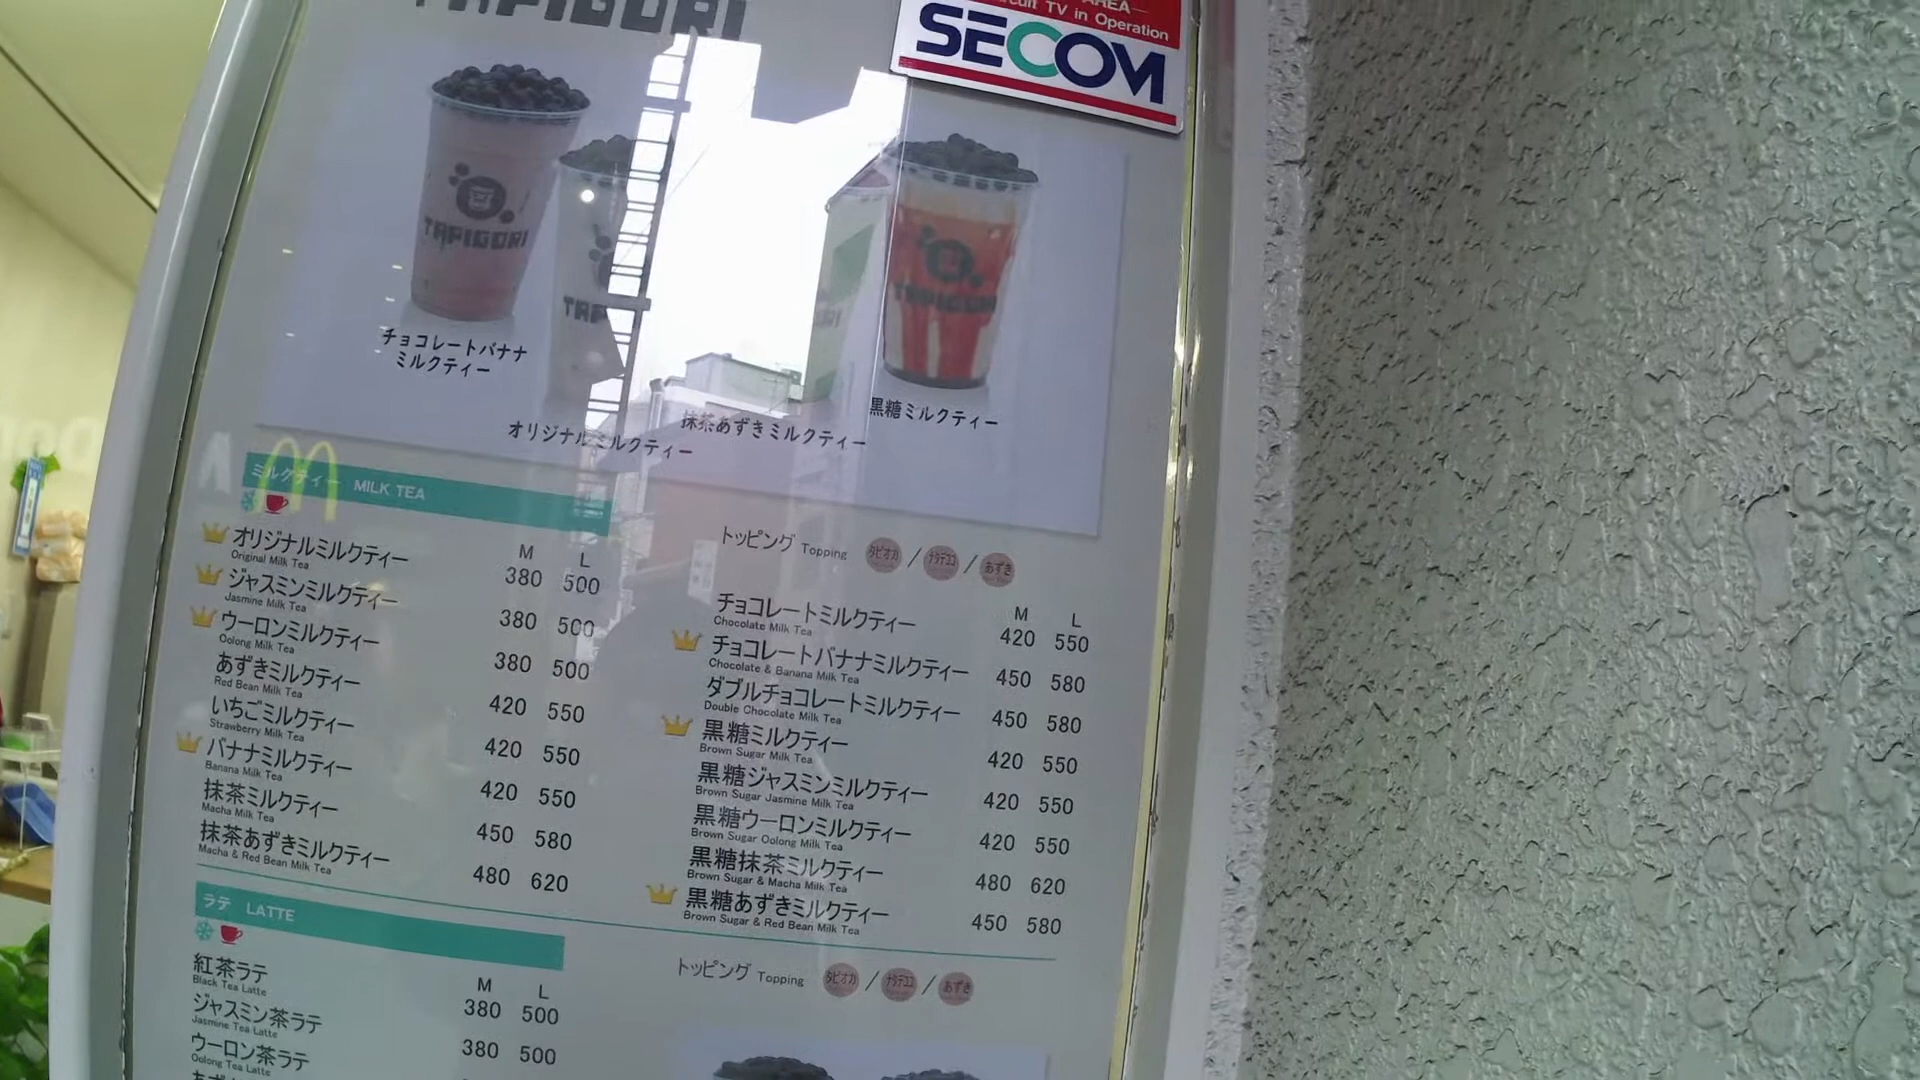 TAPIGORI
AREA
Circuit TV in Operation
SECOM
TAPIGORI
TAPIGORI
チョコレートバナナ
ミルクティー
オリジナルミルクティー
抹茶あずきミルクティー
黒糖ミルクティー
ミルクティー MILK TEA
M L
オリジナルミルクティー 380 500
Original Milk Tea
ジャスミンミルクティー 380 500
Jasmine Milk Tea
ウーロンミルクティー 380 500
Oolong Milk Tea
あずきミルクティー 420 550
Red Bean Milk Tea
いちごミルクティー 420 550
Strawberry Milk Tea
バナナミルクティー 420 550
Banana Milk Tea
抹茶ミルクティー 450 580
Macha Milk Tea
抹茶あずきミルクティー 480 620
Macha & Red Bean Milk Tea
トッピング Topping タピオカ / ナタデココ / あずき
M L
チョコレートミルクティー 420 550
Chocolate Milk Tea
チョコレートバナナミルクティー 450 580
Chocolate & Banana Milk Tea
ダブルチョコレートミルクティー 450 580
Double Chocolate Milk Tea
黒糖ミルクティー 420 550
Brown Sugar Milk Tea
黒糖ジャスミンミルクティー 420 550
Brown Sugar Jasmine Milk Tea
黒糖ウーロンミルクティー 420 550
Brown Sugar Oolong Milk Tea
黒糖抹茶ミルクティー 480 620
Brown Sugar & Macha Milk Tea
黒糖あずきミルクティー 450 580
Brown Sugar & Red Bean Milk Tea
ラテ LATTE
M L
紅茶ラテ 380 500
Black Tea Latte
ジャスミン茶ラテ 380 500
Jasmine Tea Latte
ウーロン茶ラテ
Oolong Tea Latte
トッピング Topping タピオカ / ナタデココ / あずき